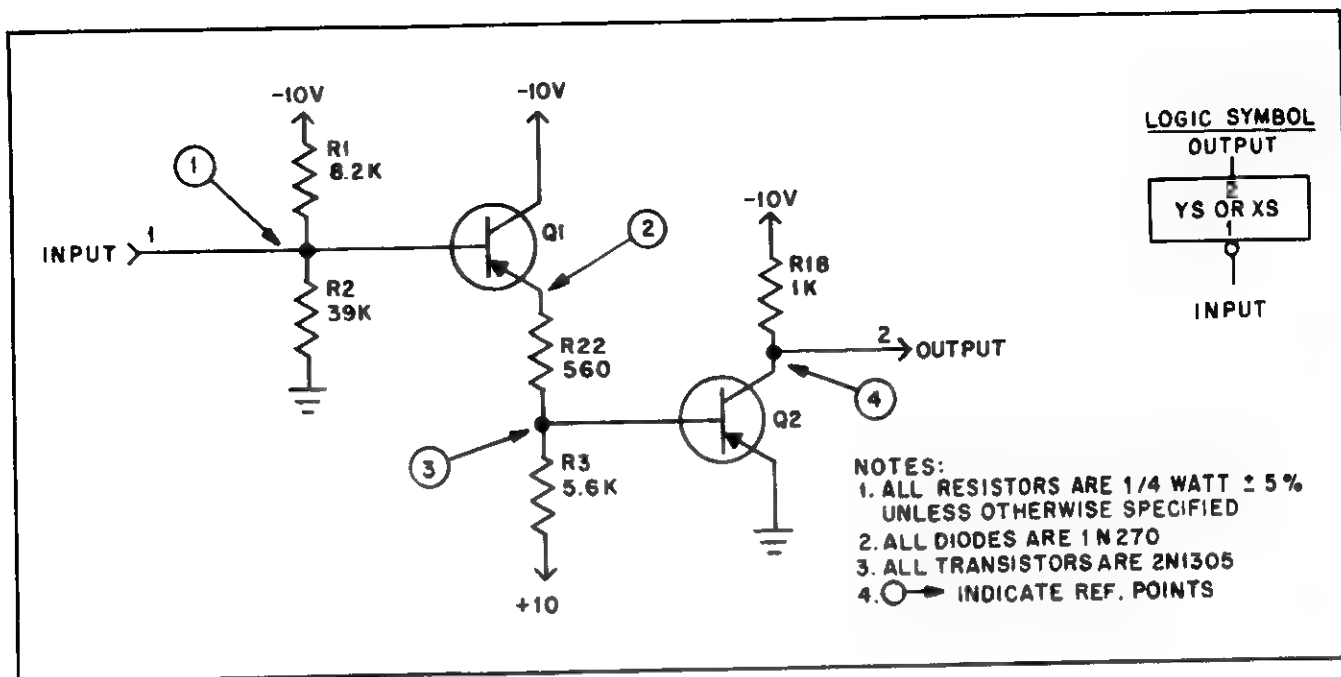 -10V
-10V
R1
8.2K
1
INPUT
1
Q1
2
R2
39K
-10V
R18
1K
R22
560
2
OUTPUT
4
Q2
3
R3
5.6K
+10
LOGIC SYMBOL
OUTPUT
2
YS OR XS
1
INPUT
NOTES:
1. ALL RESISTORS ARE 1/4 WATT ± 5%
UNLESS OTHERWISE SPECIFIED
2. ALL DIODES ARE 1N270
3. ALL TRANSISTORS ARE 2N1305
4. INDICATE REF. POINTS